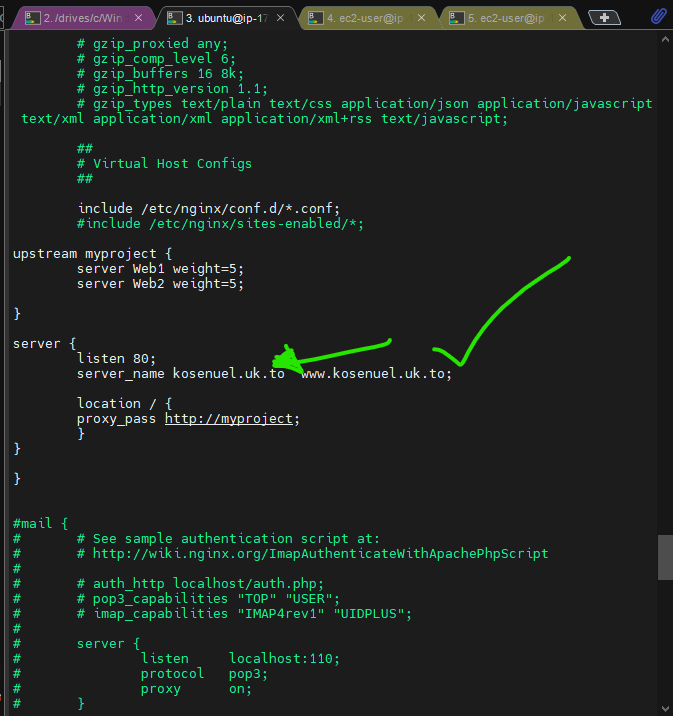 2. /drives/c/Win
3. ubuntu@ip-17
4. ec2-user@ip
5. ec2-user@ip
# gzip_proxied any;
# gzip_comp_level 6;
# gzip_buffers 16 8k;
# gzip_http_version 1.1;
# gzip_types text/plain text/css application/json application/javascript
text/xml application/xml application/xml+rss text/javascript;
##
# Virtual Host Configs
##
include /etc/nginx/conf.d/*.conf;
#include /etc/nginx/sites-enabled/*;
upstream myproject {
server Web1 weight=5;
server Web2 weight=5;
}
server {
listen 80;
server_name kosenuel.uk.to www.kosenuel.uk.to;
location / {
proxy_pass http://myproject;
}
}
}
#mail {
# # See sample authentication script at:
# # http://wiki.nginx.org/ImapAuthenticateWithApachePhpScript
#
# # auth_http localhost/auth.php;
# # pop3_capabilities "TOP" "USER";
# # imap_capabilities "IMAP4rev1" "UIDPLUS";
#
# server {
# listen localhost:110;
# protocol pop3;
# proxy on;
# }